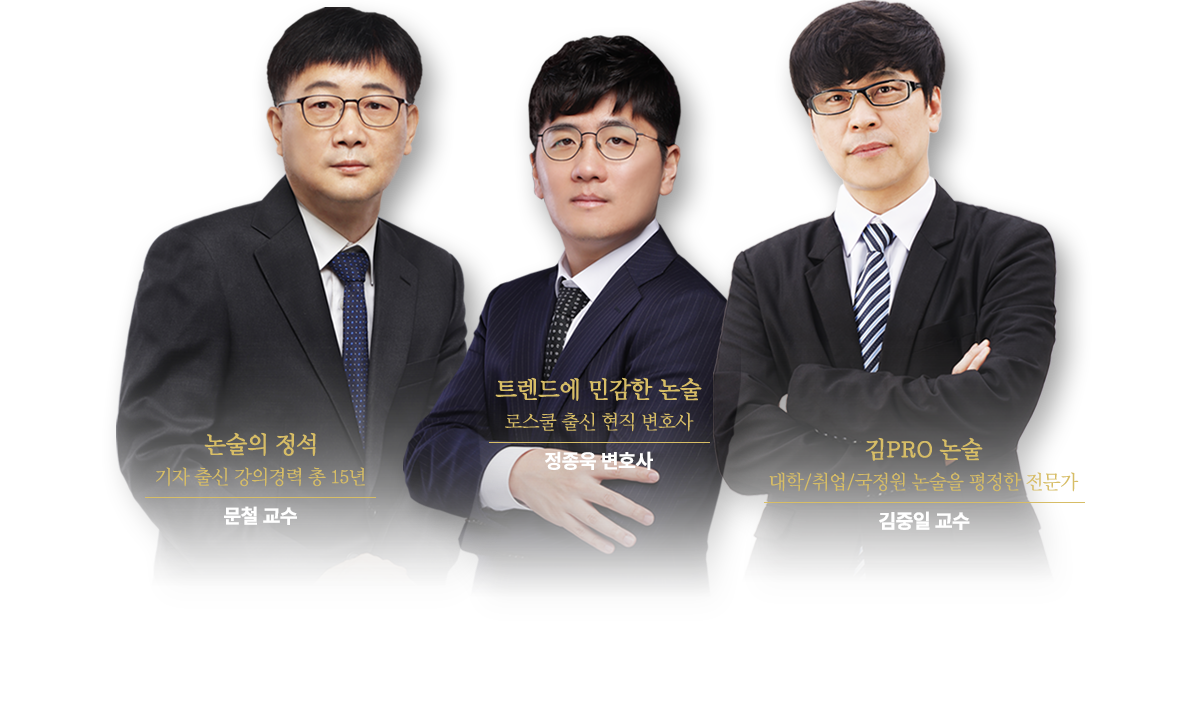 논술의 정석
기자 출신 강의경력 총 15년
문철 교수
트렌드에 민감한 논술
로스쿨 출신 현직 변호사
정종욱 변호사
김PRO 논술
대학/취업/국정원 논술을 평정한 전문가
김중일 교수